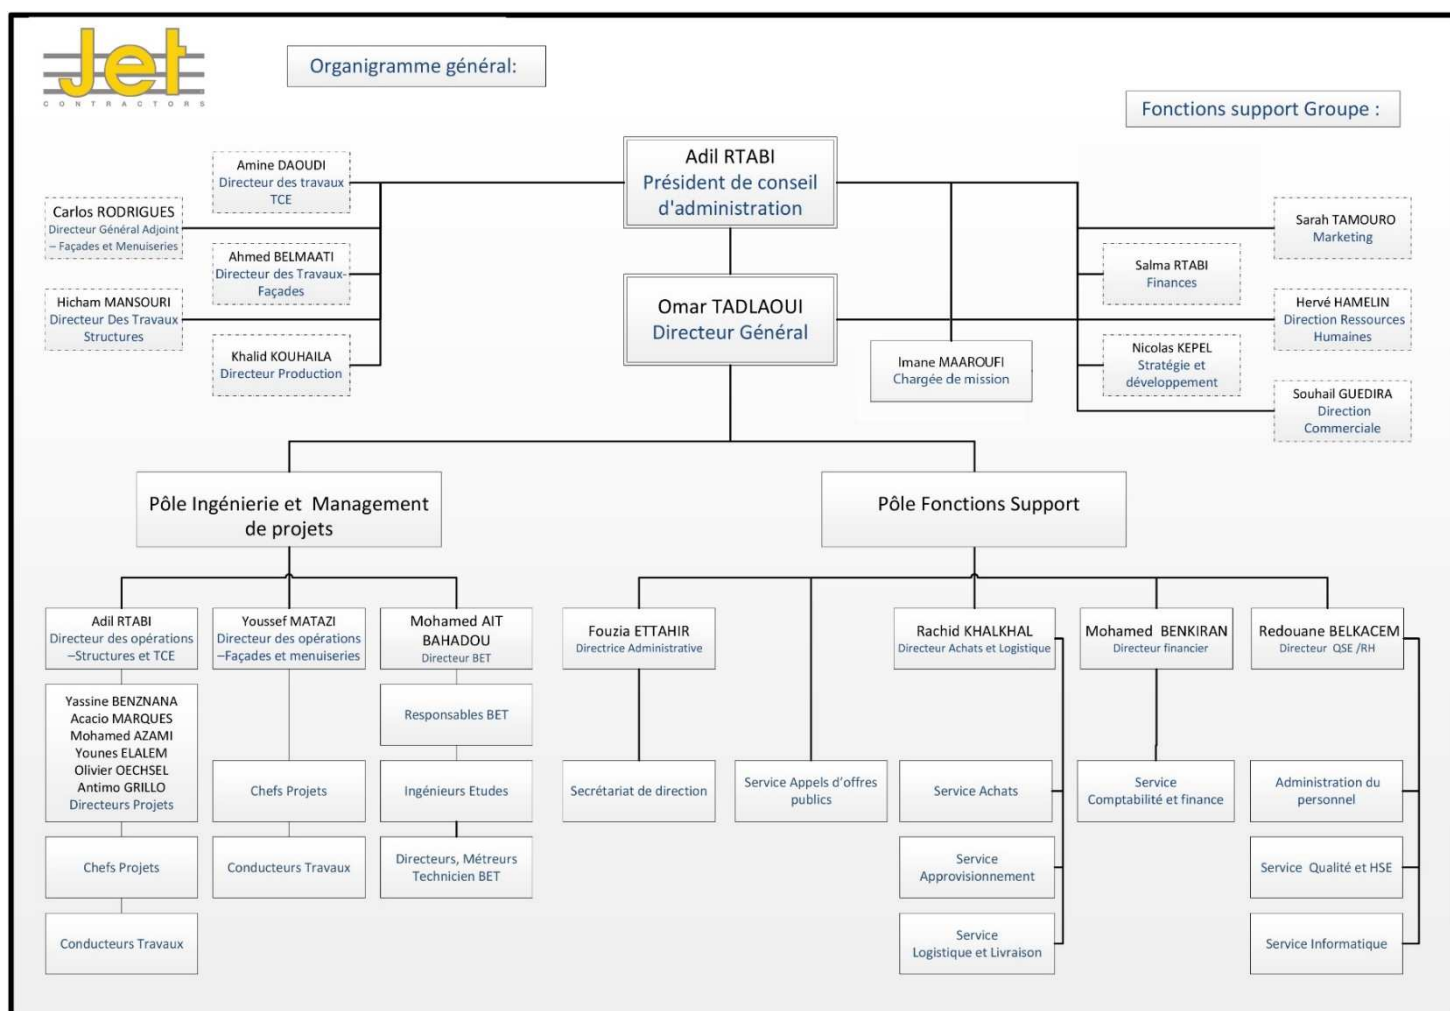 Jet
CONTRACTORS
Organigramme général:
Fonctions support Groupe :
Adil RTABI
Président de conseil
d'administration
Amine DAOUDI
Directeur des travaux
TCE
Carlos RODRIGUES
Directeur Général Adjoint
– Façades et Menuiseries
Ahmed BELMAATI
Directeur des Travaux-
Façades
Hicham MANSOURI
Directeur Des Travaux
Structures
Khalid KOUHAILA
Directeur Production
Omar TADLAOUI
Directeur Général
Imane MAAROUFI
Chargée de mission
Sarah TAMOURO
Marketing
Salma RTABI
Finances
Hervé HAMELIN
Direction Ressources
Humaines
Nicolas KEPEL
Stratégie et
développement
Souhail GUEDIRA
Direction
Commerciale
Pôle Ingénierie et Management
de projets
Pôle Fonctions Support
Adil RTABI
Directeur des opérations
–Structures et TCE
Youssef MATAZI
Directeur des opérations
–Façades et menuiseries
Mohamed AIT
BAHADOU
Directeur BET
Fouzia ETTAHIR
Directrice Administrative
Rachid KHALKHAL
Directeur Achats et Logistique
Mohamed BENKIRAN
Directeur financier
Redouane BELKACEM
Directeur QSE /RH
Yassine BENZNANA
Acacio MARQUES
Mohamed AZAMI
Younes ELALEM
Olivier OECHSEL
Antimo GRILLO
Directeurs Projets
Responsables BET
Chefs Projets
Ingénieurs Etudes
Secrétariat de direction
Service Appels d'offres
publics
Service Achats
Service
Comptabilité et finance
Administration du
personnel
Chefs Projets
Conducteurs Travaux
Directeurs, Métreurs
Technicien BET
Service
Approvisionnement
Service Qualité et HSE
Conducteurs Travaux
Service
Logistique et Livraison
Service Informatique